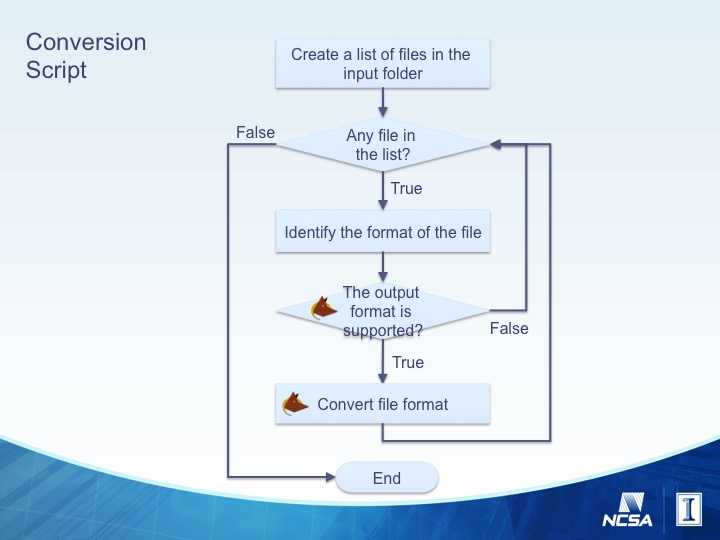 Conversion
Script
Create a list of files in the
input folder
False
Any file in
the list?
True
Identify the format of the file
The output
format is
supported?
False
True
Convert file format
End
NCSA
I